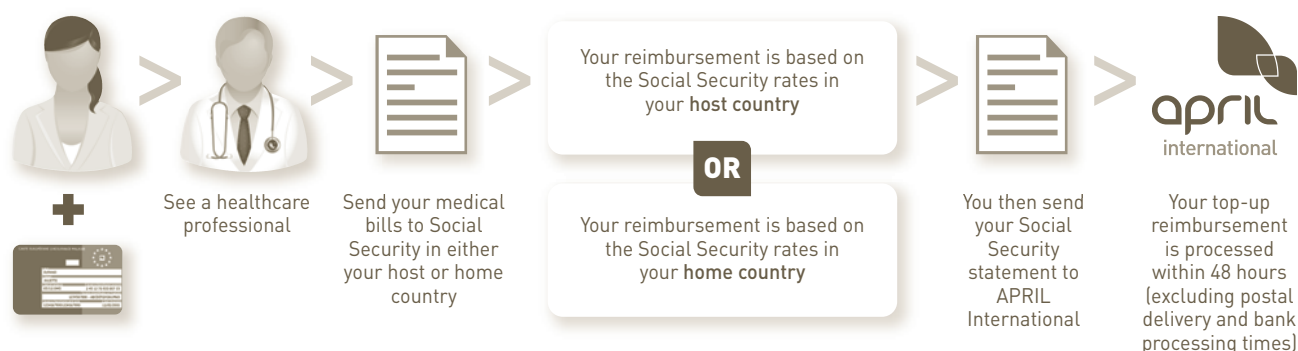 See a healthcare
professional
Send your medical
bills to Social
Security in either
your host or home
country
Your reimbursement is based on
the Social Security rates in
your host country
OR
Your reimbursement is based on
the Social Security rates in
your home country
You then send
your Social
Security
statement to
APRIL
International
april
international
Your top-up
reimbursement
is processed
within 48 hours
(excluding postal
delivery and bank
processing times)